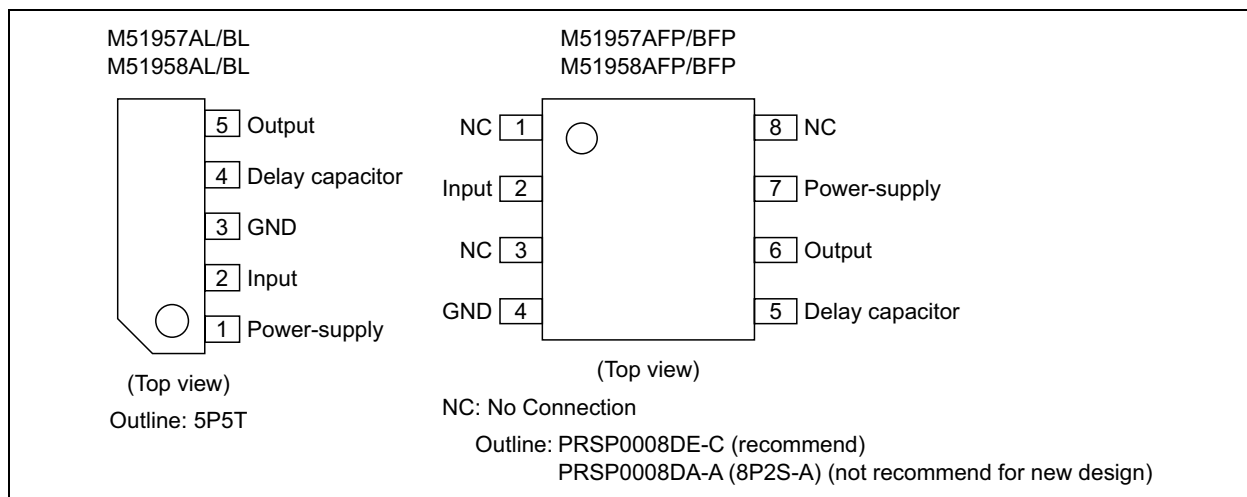 M51957AL/BL
M51958AL/BL
5 Output
4 Delay capacitor
3 GND
2 Input
1 Power-supply
(Top view)
Outline: 5P5T
M51957AFP/BFP
M51958AFP/BFP
NC 1
8 NC
Input 2
7 Power-supply
NC 3
6 Output
GND 4
5 Delay capacitor
(Top view)
NC: No Connection
Outline: PRSP0008DE-C (recommend)
PRSP0008DA-A (8P2S-A) (not recommend for new design)